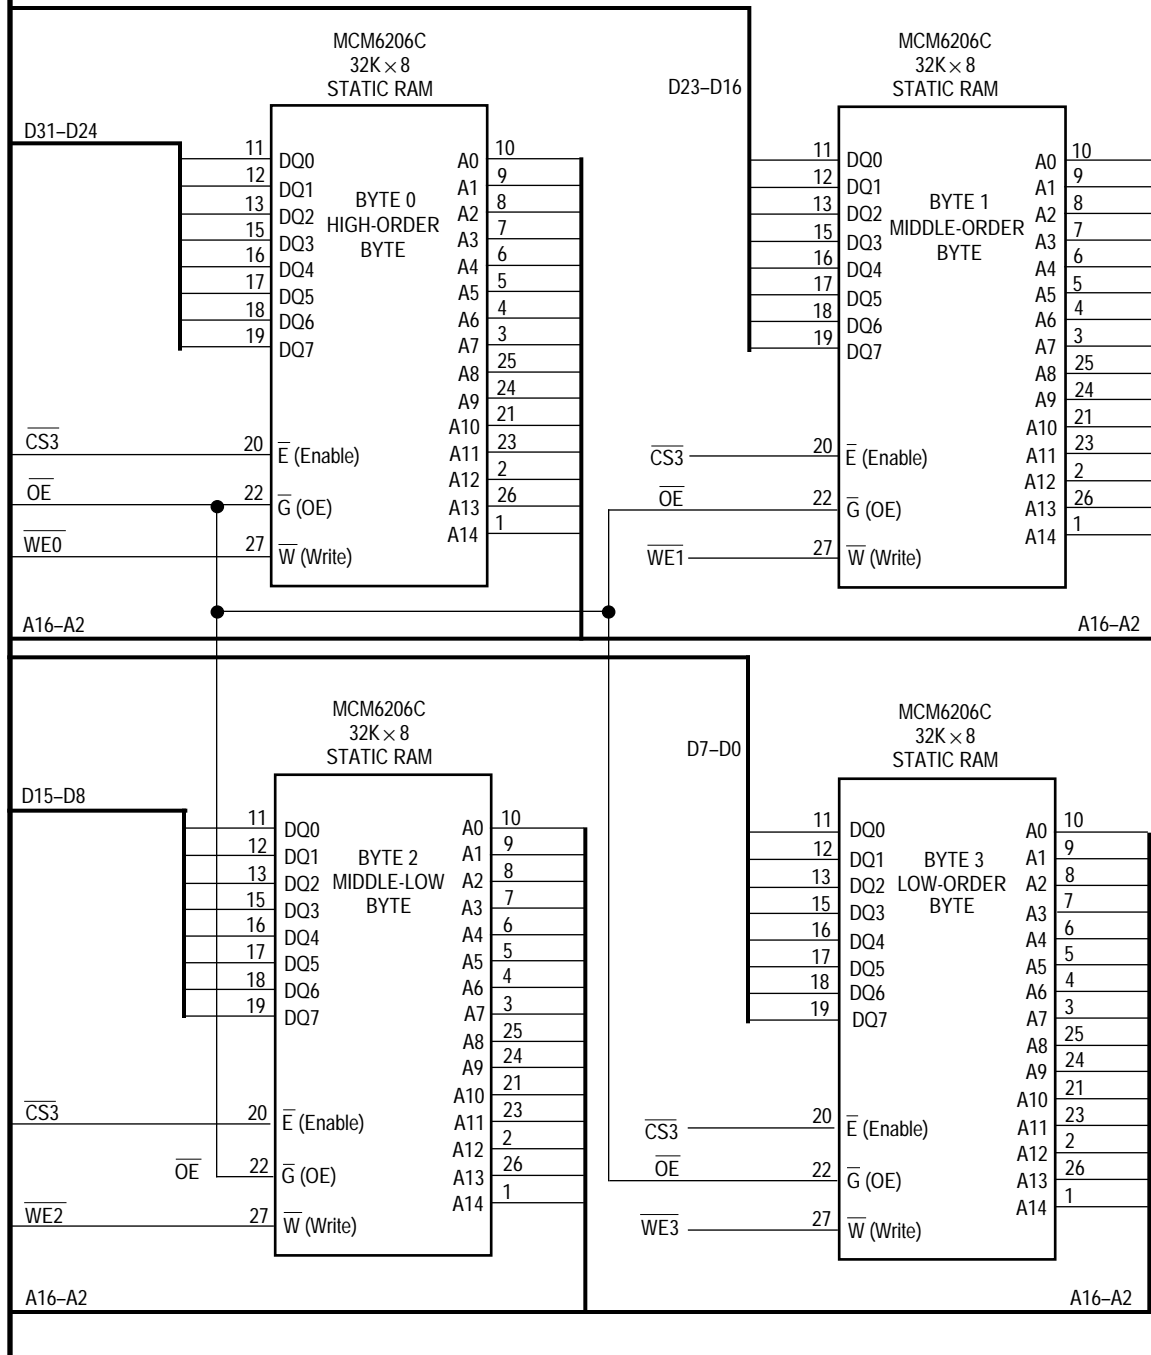 MCM6206C
32K × 8
STATIC RAM
D31–D24
11 DQ0
12 DQ1
13 DQ2
15 DQ3
16 DQ4
17 DQ5
18 DQ6
19 DQ7
BYTE 0
HIGH-ORDER
BYTE
A0 10
A1 9
A2 8
A3 7
A4 6
A5 5
A6 4
A7 3
A8 25
A9 24
A10 21
A11 23
A12 2
A13 26
A14 1
C̅S̅3̅ 20 E̅ (Enable)
O̅E̅ 22 G̅ (OE)
W̅E̅0̅ 27 W̅ (Write)
A16–A2
MCM6206C
32K × 8
STATIC RAM
D23–D16
11 DQ0
12 DQ1
13 DQ2
15 DQ3
16 DQ4
17 DQ5
18 DQ6
19 DQ7
BYTE 1
MIDDLE-ORDER
BYTE
A0 10
A1 9
A2 8
A3 7
A4 6
A5 5
A6 4
A7 3
A8 25
A9 24
A10 21
A11 23
A12 2
A13 26
A14 1
C̅S̅3̅ 20 E̅ (Enable)
O̅E̅ 22 G̅ (OE)
W̅E̅1̅ 27 W̅ (Write)
A16–A2
MCM6206C
32K × 8
STATIC RAM
D15–D8
11 DQ0
12 DQ1
13 DQ2
15 DQ3
16 DQ4
17 DQ5
18 DQ6
19 DQ7
BYTE 2
MIDDLE-LOW
BYTE
A0 10
A1 9
A2 8
A3 7
A4 6
A5 5
A6 4
A7 3
A8 25
A9 24
A10 21
A11 23
A12 2
A13 26
A14 1
C̅S̅3̅ 20 E̅ (Enable)
O̅E̅ 22 G̅ (OE)
W̅E̅2̅ 27 W̅ (Write)
A16–A2
MCM6206C
32K × 8
STATIC RAM
D7–D0
11 DQ0
12 DQ1
13 DQ2
15 DQ3
16 DQ4
17 DQ5
18 DQ6
19 DQ7
BYTE 3
LOW-ORDER
BYTE
A0 10
A1 9
A2 8
A3 7
A4 6
A5 5
A6 4
A7 3
A8 25
A9 24
A10 21
A11 23
A12 2
A13 26
A14 1
C̅S̅3̅ 20 E̅ (Enable)
O̅E̅ 22 G̅ (OE)
W̅E̅3̅ 27 W̅ (Write)
A16–A2